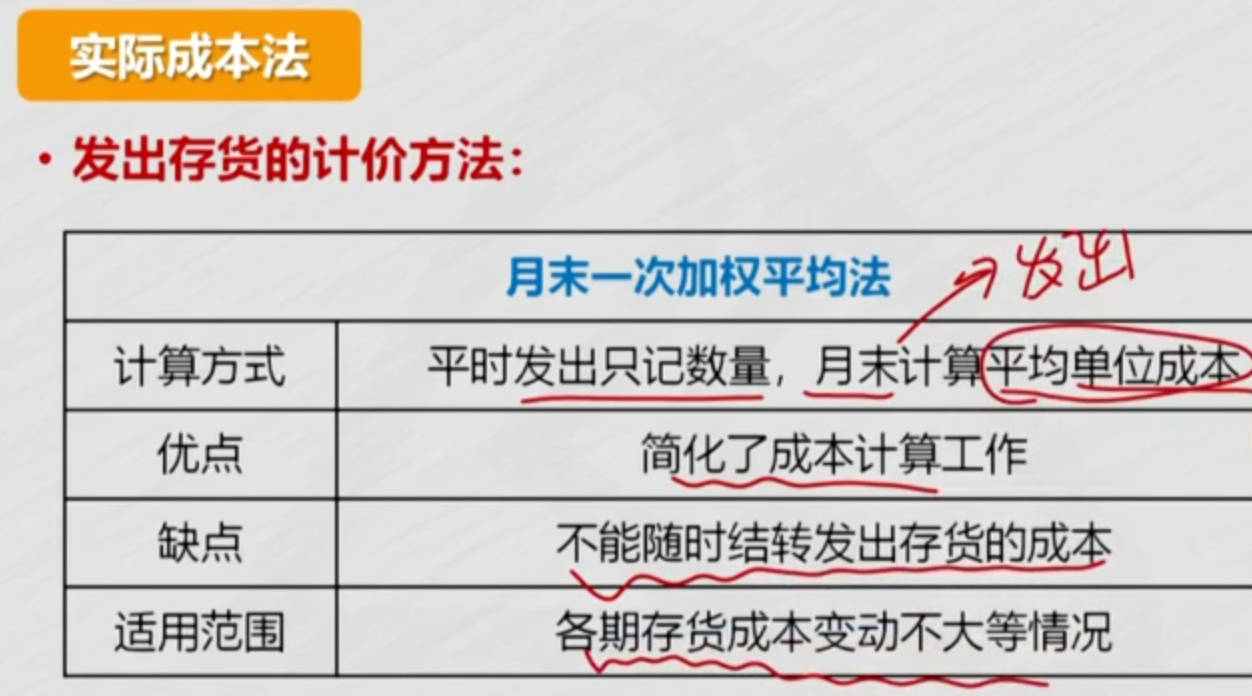 实际成本法
• 发出存货的计价方法：
月末一次加权平均法
发出
计算方式 平时发出只记数量，月末计算平均单位成本
优点 简化了成本计算工作
缺点 不能随时结转发出存货的成本
适用范围 各期存货成本变动不大等情况